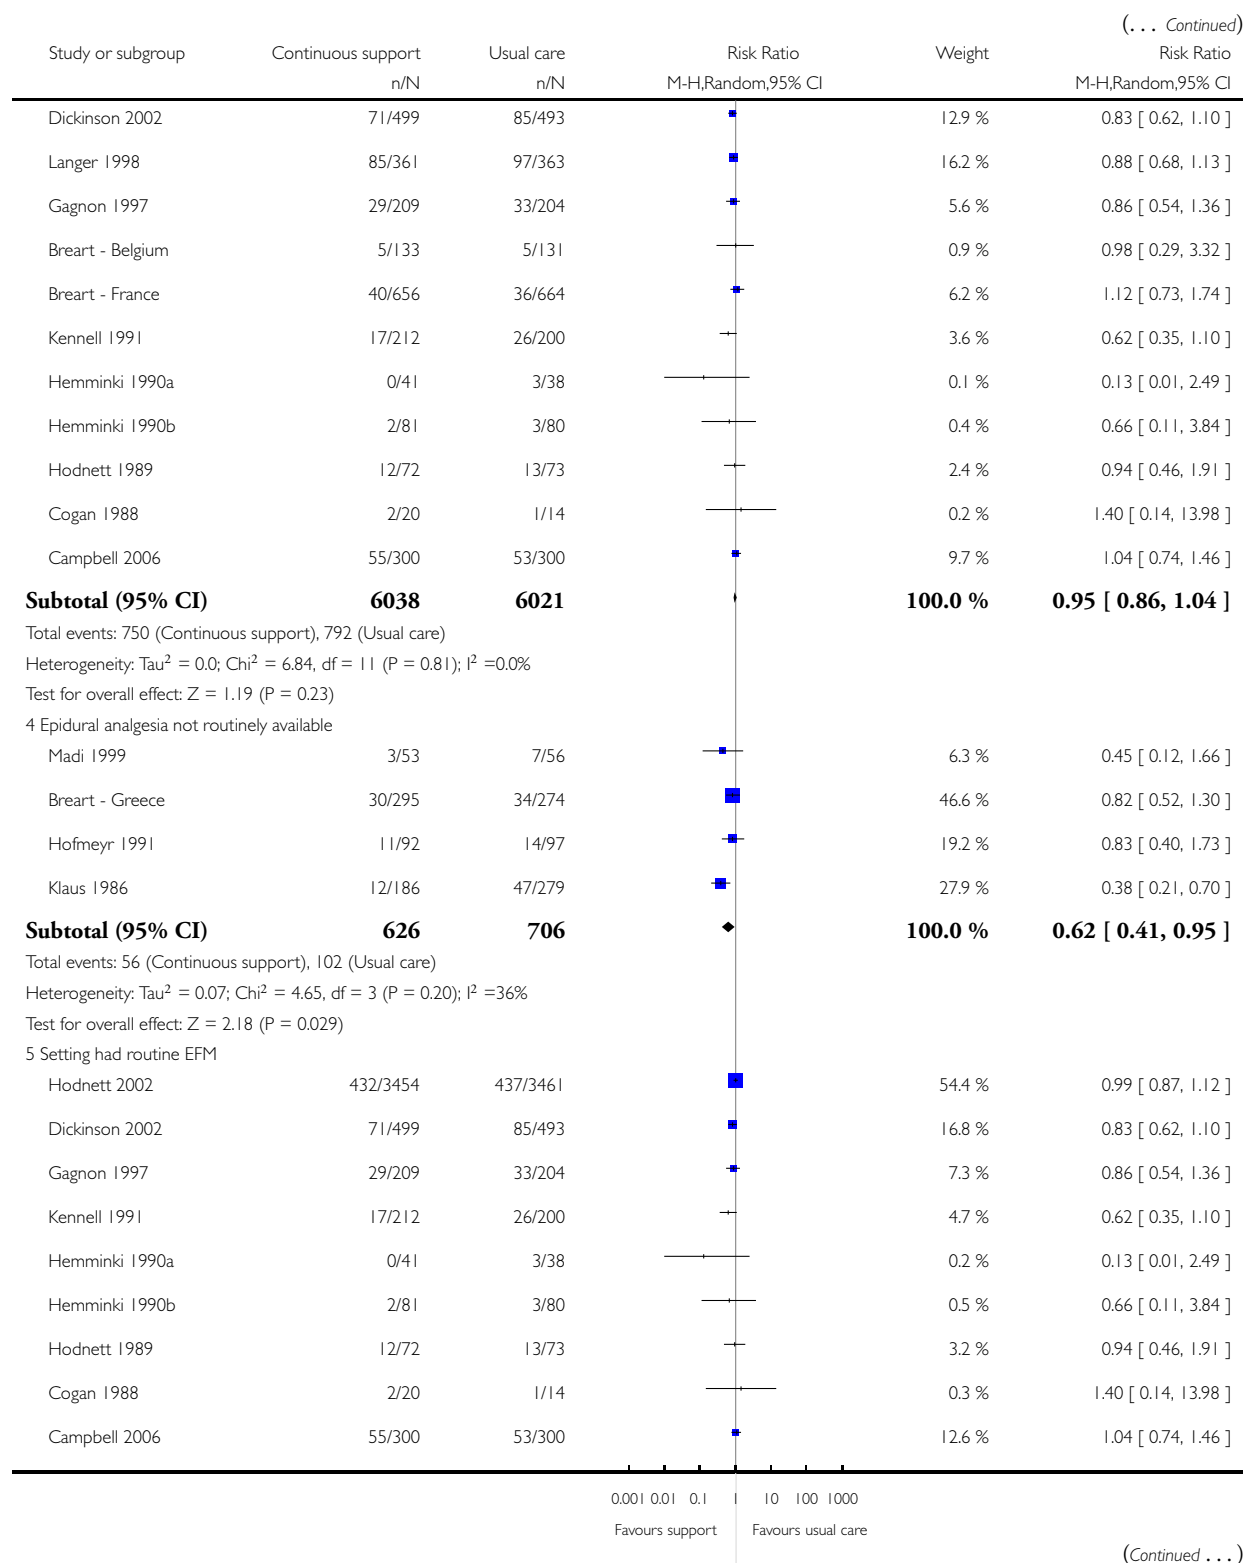 (... Continued)
Study or subgroup Continuous support Usual care Risk Ratio Weight Risk Ratio
n/N n/N M-H,Random,95% CI M-H,Random,95% CI
Dickinson 2002 71/499 85/493 12.9 % 0.83 [ 0.62, 1.10 ]
Langer 1998 85/361 97/363 16.2 % 0.88 [ 0.68, 1.13 ]
Gagnon 1997 29/209 33/204 5.6 % 0.86 [ 0.54, 1.36 ]
Breart - Belgium 5/133 5/131 0.9 % 0.98 [ 0.29, 3.32 ]
Breart - France 40/656 36/664 6.2 % 1.12 [ 0.73, 1.74 ]
Kennell 1991 17/212 26/200 3.6 % 0.62 [ 0.35, 1.10 ]
Hemminki 1990a 0/41 3/38 0.1 % 0.13 [ 0.01, 2.49 ]
Hemminki 1990b 2/81 3/80 0.4 % 0.66 [ 0.11, 3.84 ]
Hodnett 1989 12/72 13/73 2.4 % 0.94 [ 0.46, 1.91 ]
Cogan 1988 2/20 1/14 0.2 % 1.40 [ 0.14, 13.98 ]
Campbell 2006 55/300 53/300 9.7 % 1.04 [ 0.74, 1.46 ]
Subtotal (95% CI) 6038 6021 100.0 % 0.95 [ 0.86, 1.04 ]
Total events: 750 (Continuous support), 792 (Usual care)
Heterogeneity: Tau² = 0.0; Chi² = 6.84, df = 11 (P = 0.81); I² =0.0%
Test for overall effect: Z = 1.19 (P = 0.23)
4 Epidural analgesia not routinely available
Madi 1999 3/53 7/56 6.3 % 0.45 [ 0.12, 1.66 ]
Breart - Greece 30/295 34/274 46.6 % 0.82 [ 0.52, 1.30 ]
Hofmeyr 1991 11/92 14/97 19.2 % 0.83 [ 0.40, 1.73 ]
Klaus 1986 12/186 47/279 27.9 % 0.38 [ 0.21, 0.70 ]
Subtotal (95% CI) 626 706 100.0 % 0.62 [ 0.41, 0.95 ]
Total events: 56 (Continuous support), 102 (Usual care)
Heterogeneity: Tau² = 0.07; Chi² = 4.65, df = 3 (P = 0.20); I² =36%
Test for overall effect: Z = 2.18 (P = 0.029)
5 Setting had routine EFM
Hodnett 2002 432/3454 437/3461 54.4 % 0.99 [ 0.87, 1.12 ]
Dickinson 2002 71/499 85/493 16.8 % 0.83 [ 0.62, 1.10 ]
Gagnon 1997 29/209 33/204 7.3 % 0.86 [ 0.54, 1.36 ]
Kennell 1991 17/212 26/200 4.7 % 0.62 [ 0.35, 1.10 ]
Hemminki 1990a 0/41 3/38 0.2 % 0.13 [ 0.01, 2.49 ]
Hemminki 1990b 2/81 3/80 0.5 % 0.66 [ 0.11, 3.84 ]
Hodnett 1989 12/72 13/73 3.2 % 0.94 [ 0.46, 1.91 ]
Cogan 1988 2/20 1/14 0.3 % 1.40 [ 0.14, 13.98 ]
Campbell 2006 55/300 53/300 12.6 % 1.04 [ 0.74, 1.46 ]
0.001 0.01 0.1 1 10 100 1000
Favours support Favours usual care
(Continued ...)